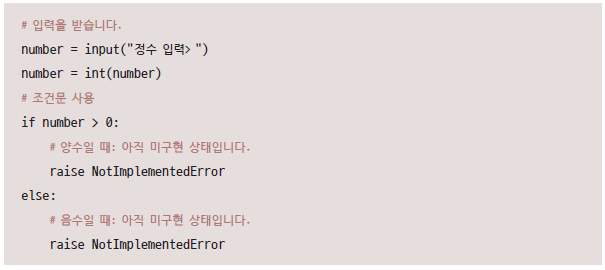 # 입력을 받습니다.
number = input("정수 입력> ")
number = int(number)
# 조건문 사용
if number > 0:
    # 양수일 때: 아직 미구현 상태입니다.
    raise NotImplementedError
else:
    # 음수일 때: 아직 미구현 상태입니다.
    raise NotImplementedError